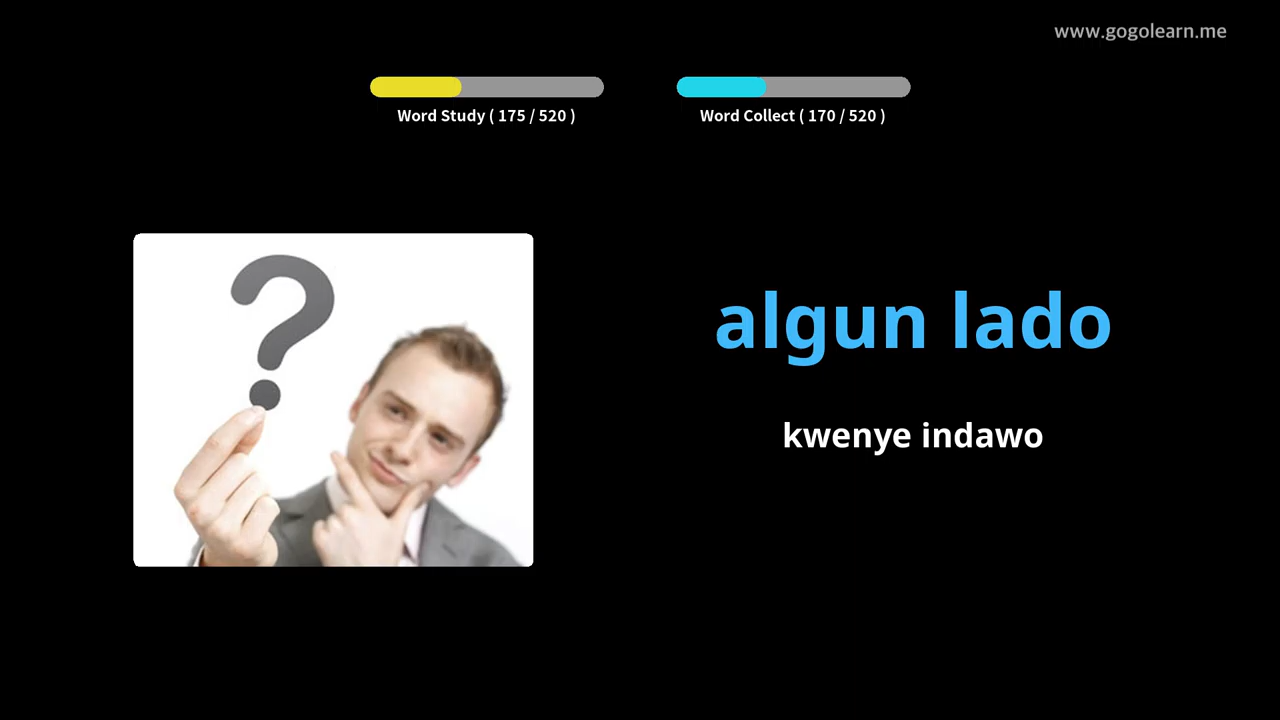 www.gogolearn.me
Word Study ( 175 / 520 )
Word Collect ( 170 / 520 )
algun lado
kwenye indawo